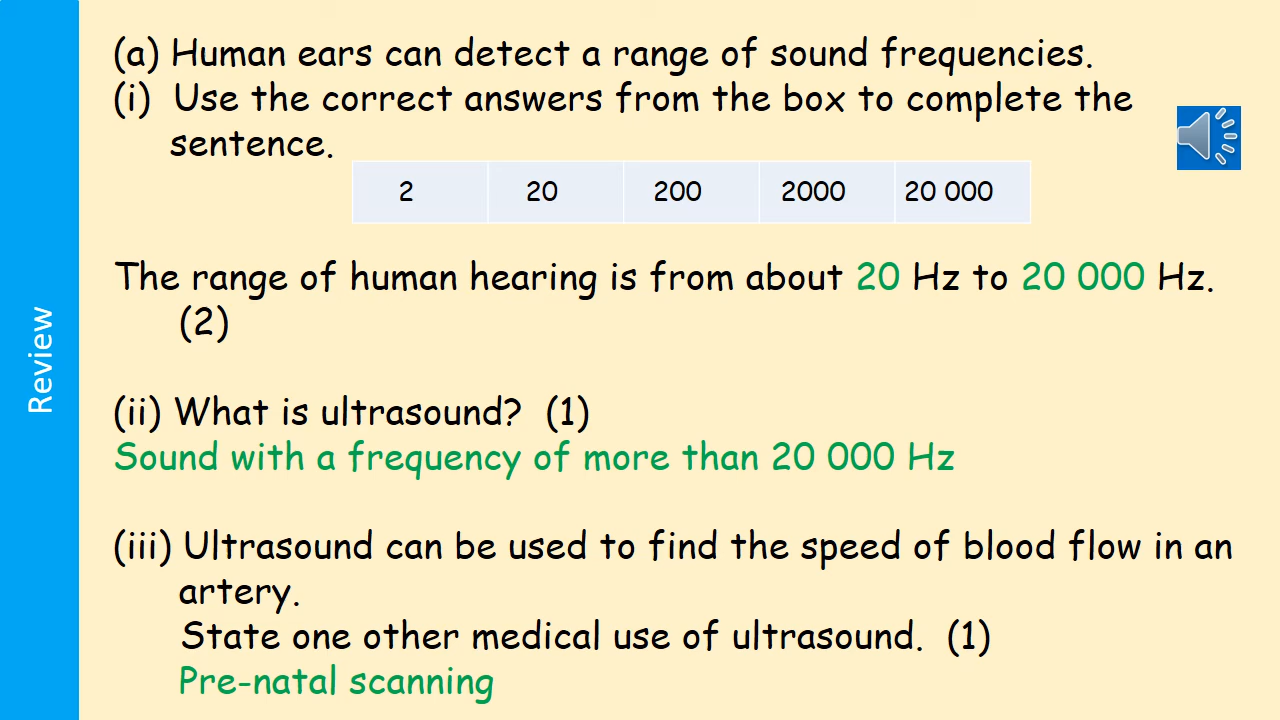 (a) Human ears can detect a range of sound frequencies.
(i) Use the correct answers from the box to complete the
sentence.
2 20 200 2000 20 000
The range of human hearing is from about 20 Hz to 20 000 Hz.
(2)
Review
(ii) What is ultrasound? (1)
Sound with a frequency of more than 20 000 Hz
(iii) Ultrasound can be used to find the speed of blood flow in an
artery.
State one other medical use of ultrasound. (1)
Pre-natal scanning